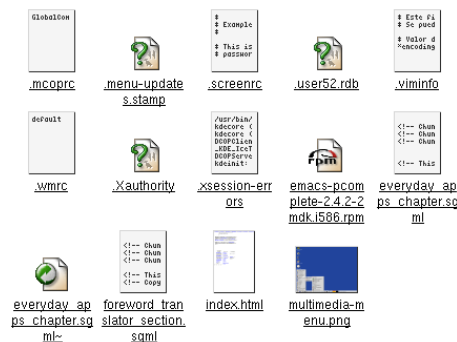 GlobalCom
#
# Example
#
# This is
# passwor
# Este fi
# Se pued
# Valor d
*encoding
.mcoprc
.menu-update
s.stamp
.screenrc
.user52.rdb
.viminfo
default
/usr/bin/
kdecore (
kdecore (
DCOPClien
_KDE_IceT
DCOPServe
kdeinit:
rpm
<!-- Chun
<!-- Chun
<!-- Chun
<!-- This
.wmrc
.Xauthority
.xsession-err
ors
emacs-pcom
plete-2.4.2-2
mdk.i586.rpm
everyday_ap
ps_chapter.sg
ml
<!-- Chun
<!-- Chun
<!-- Chun
<!-- This
<!-- Copy
everyday_ap
ps_chapter.sg
ml~
foreword_tran
slator_section.
sgml
index.html
multimedia-m
enu.png